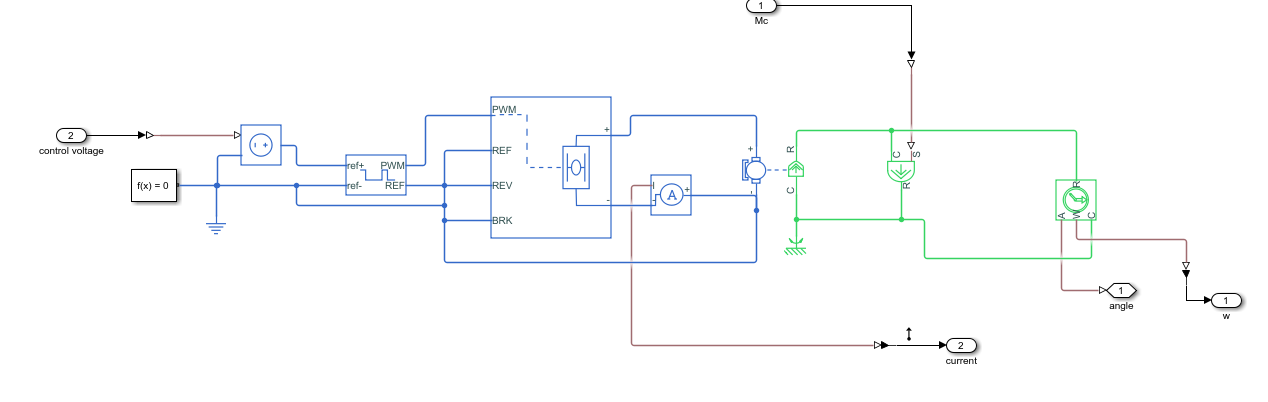 1
Mc
PWM
+
2
control voltage
REF
ref+
PWM
f(x) = 0
ref-
REF
REV
BRK
-
I
A
+
-
+
-
R
C
C
S
R
R
A
W
C
1
angle
1
w
2
current